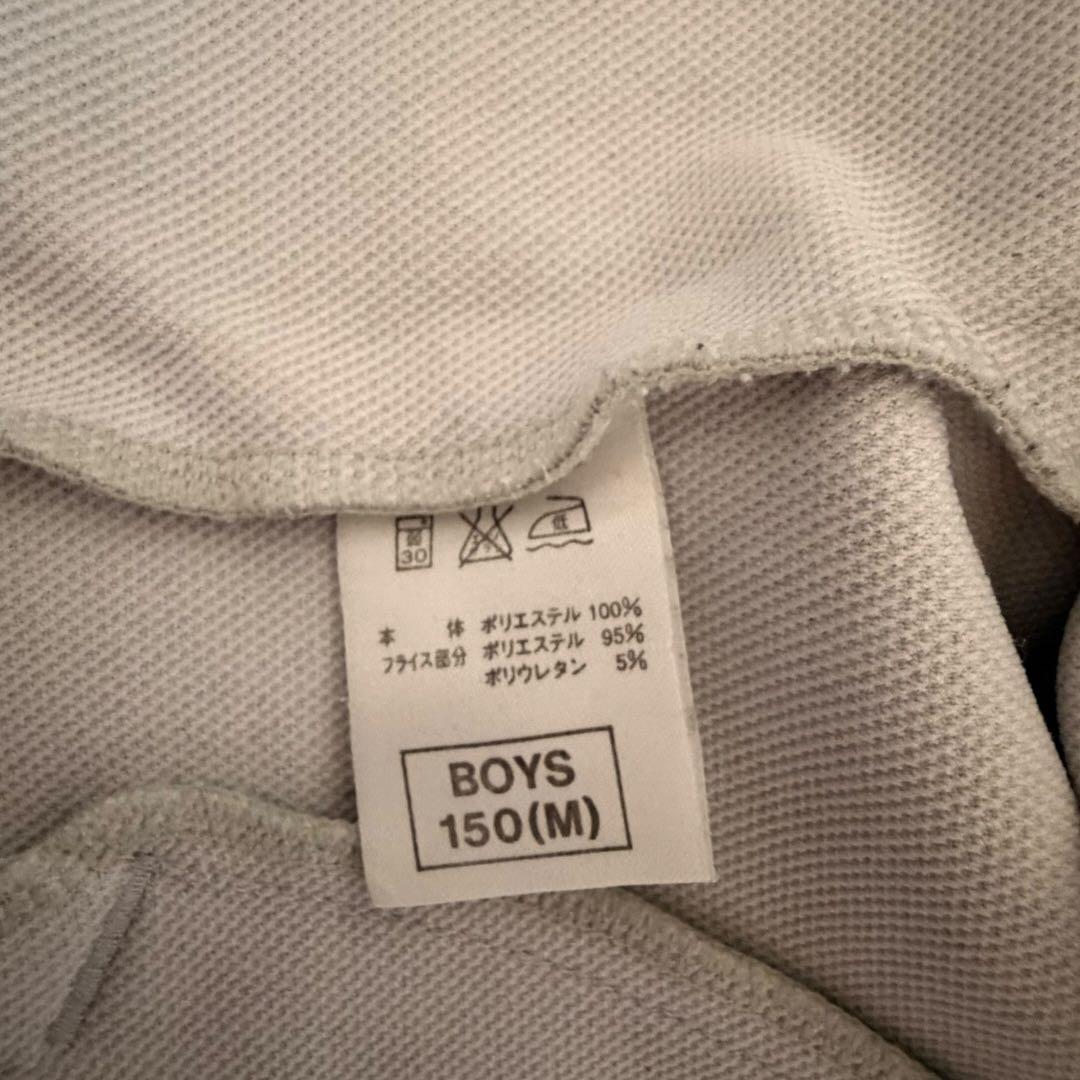 弱 30 低
本 体 ポリエステル 100%
フライス部分 ポリエステル 95%
ポリウレタン 5%
BOYS
150(M)